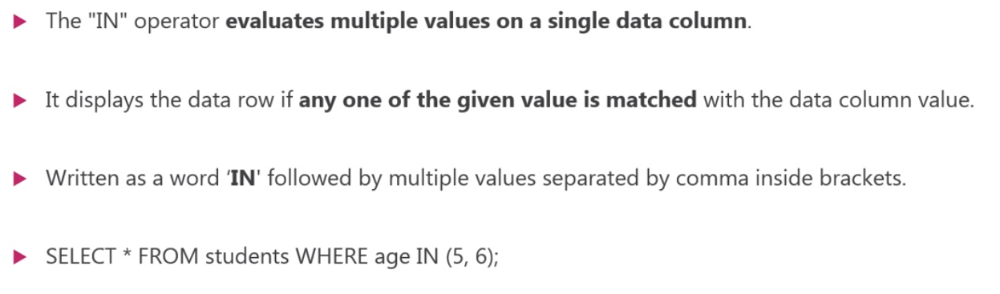 The "IN" operator evaluates multiple values on a single data column.
It displays the data row if any one of the given value is matched with the data column value.
Written as a word ‘IN' followed by multiple values separated by comma inside brackets.
SELECT * FROM students WHERE age IN (5, 6);